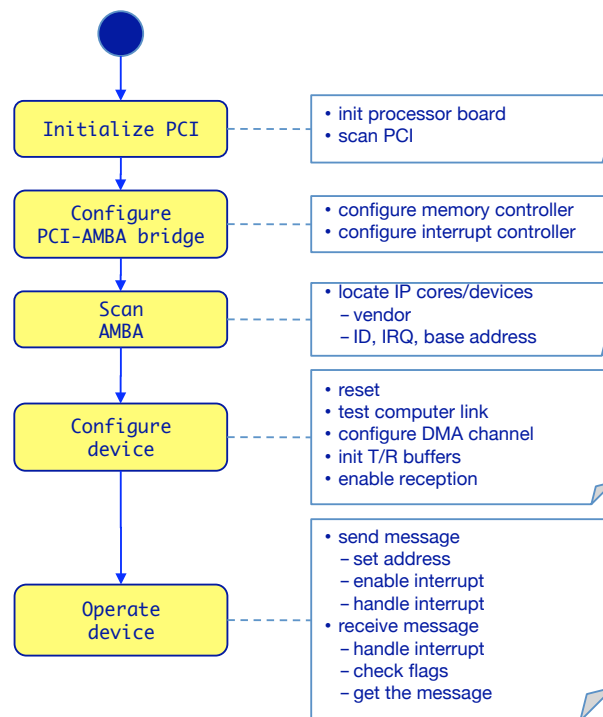 Initialize PCI
• init processor board
• scan PCI
Configure
PCI-AMBA bridge
• configure memory controller
• configure interrupt controller
Scan
AMBA
• locate IP cores/devices
– vendor
– ID, IRQ, base address
Configure
device
• reset
• test computer link
• configure DMA channel
• init T/R buffers
• enable reception
Operate
device
• send message
– set address
– enable interrupt
– handle interrupt
• receive message
– handle interrupt
– check flags
– get the message